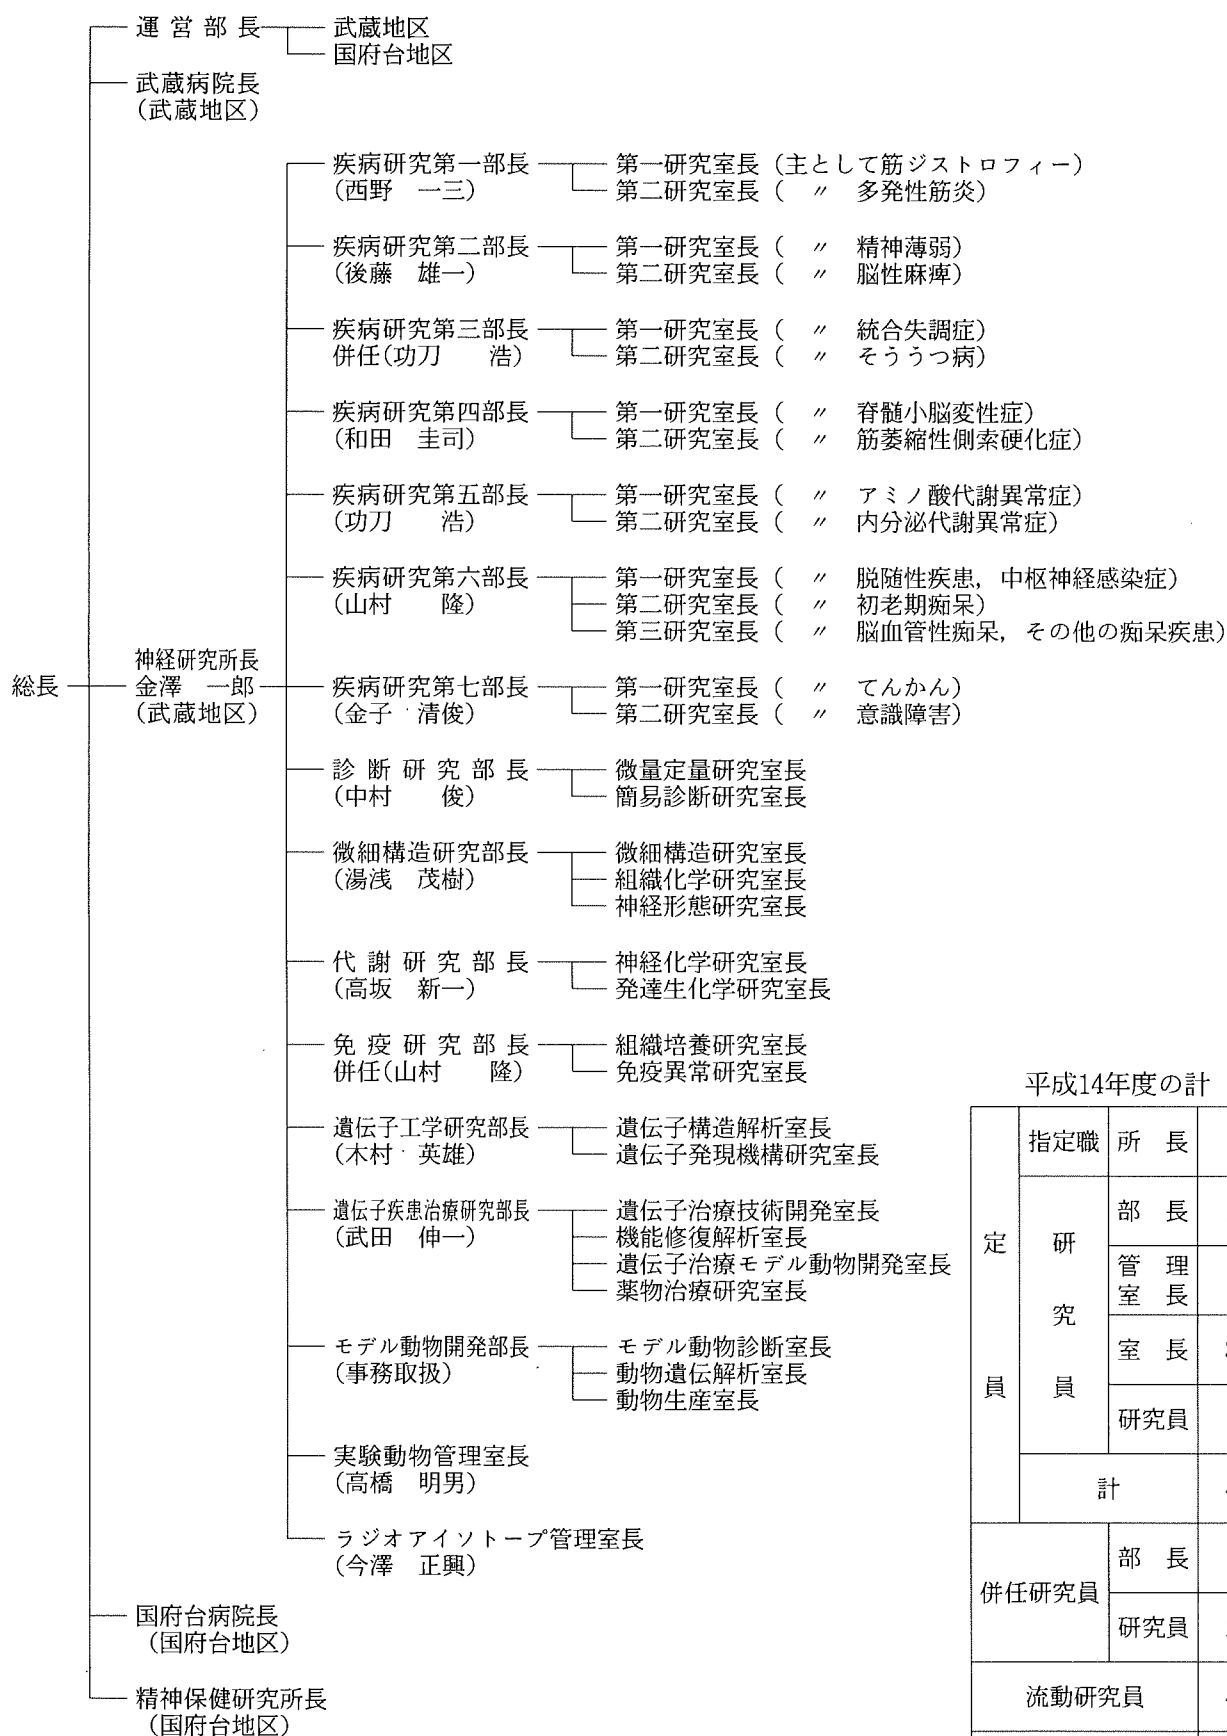 運営部長 武蔵地区
国府台地区
武蔵病院長
(武蔵地区)
疾病研究第一部長 第一研究室長 (主として筋ジストロフィー)
(西野 一三) 第二研究室長 ( 〃 多発性筋炎)
疾病研究第二部長 第一研究室長 ( 〃 精神薄弱)
(後藤 雄一) 第二研究室長 ( 〃 脳性麻痺)
疾病研究第三部長 第一研究室長 ( 〃 統合失調症)
併任(功刀 浩) 第二研究室長 ( 〃 そううつ病)
疾病研究第四部長 第一研究室長 ( 〃 脊髄小脳変性症)
(和田 圭司) 第二研究室長 ( 〃 筋萎縮性側索硬化症)
疾病研究第五部長 第一研究室長 ( 〃 アミノ酸代謝異常症)
(功刀 浩) 第二研究室長 ( 〃 内分泌代謝異常症)
疾病研究第六部長 第一研究室長 ( 〃 脱随性疾患, 中枢神経感染症)
(山村 隆) 第二研究室長 ( 〃 初老期痴呆)
第三研究室長 ( 〃 脳血管性痴呆, その他の痴呆疾患)
神経研究所長
総長 金澤 一郎 疾病研究第七部長 第一研究室長 ( 〃 てんかん)
(武蔵地区) (金子 清俊) 第二研究室長 ( 〃 意識障害)
診断研究部長 微量定量研究室長
(中村 俊) 簡易診断研究室長
微細構造研究部長 微細構造研究室長
(湯浅 茂樹) 組織化学研究室長
神経形態研究室長
代謝研究部長 神経化学研究室長
(高坂 新一) 発達生化学研究室長
免疫研究部長 組織培養研究室長
併任(山村 隆) 免疫異常研究室長
遺伝子工学研究部長 遺伝子構造解析室長
(木村 英雄) 遺伝子発現機構研究室長
遺伝子疾患治療研究部長 遺伝子治療技術開発室長
(武田 伸一) 機能修復解析室長
遺伝子治療モデル動物開発室長
薬物治療研究室長
モデル動物開発部長 モデル動物診断室長
(事務取扱) 動物遺伝解析室長
動物生産室長
実験動物管理室長
(高橋 明男)
ラジオアイソトープ管理室長
(今澤 正興)
国府台病院長
(国府台地区)
精神保健研究所長
(国府台地区)
平成14年度の計
定員 指定職 所長
研究員 部長
管理
室長
室長
研究員
計
併任研究員 部長
研究員
流動研究員